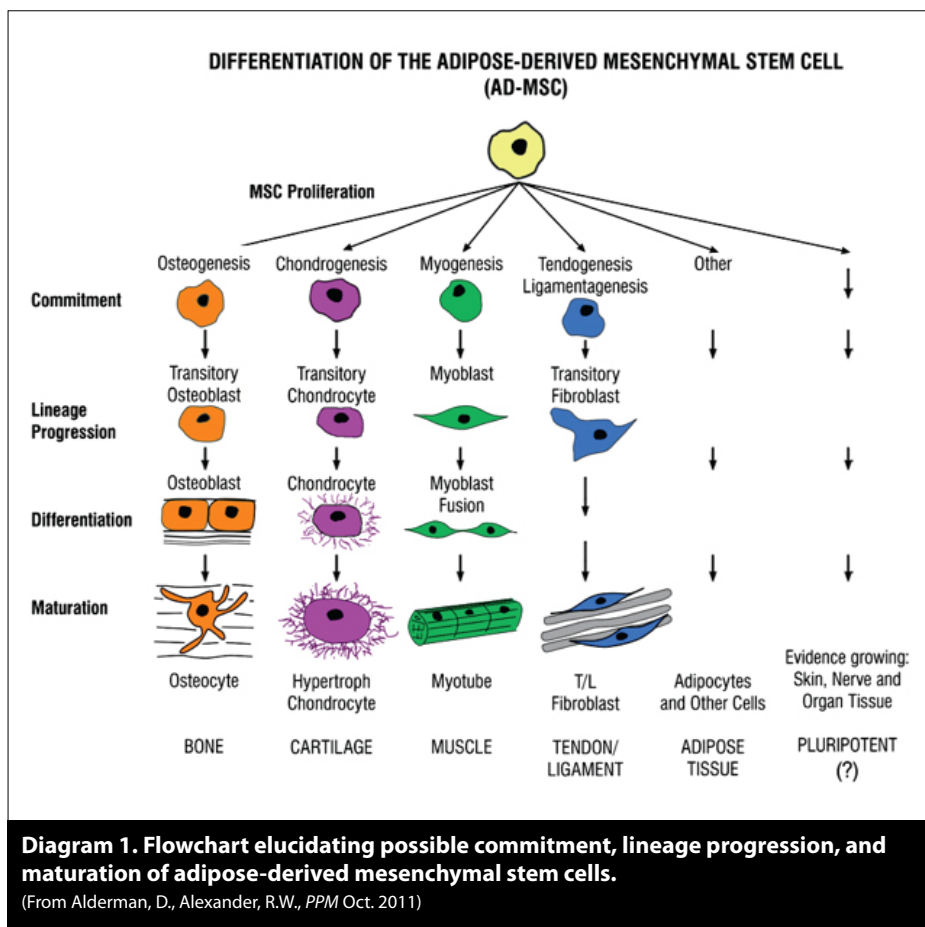 DIFFERENTIATION OF THE ADIPOSE-DERIVED MESENCHYMAL STEM CELL
(AD-MSC)
MSC Proliferation
Osteogenesis
Chondrogenesis
Myogenesis
Tendogenesis
Ligamentagenesis
Other
Commitment
Transitory
Osteoblast
Transitory
Chondrocyte
Myoblast
Transitory
Fibroblast
Lineage
Progression
Osteoblast
Chondrocyte
Myoblast
Fusion
Differentiation
Maturation
Osteocyte
Hypertroph
Chondrocyte
Myotube
T/L
Fibroblast
Adipocytes
and Other Cells
Evidence growing:
Skin, Nerve and
Organ Tissue
BONE
CARTILAGE
MUSCLE
TENDON/
LIGAMENT
ADIPOSE
TISSUE
PLURIPOTENT
(?)
Diagram 1. Flowchart elucidating possible commitment, lineage progression, and
maturation of adipose-derived mesenchymal stem cells.
(From Alderman, D., Alexander, R.W., PPM Oct. 2011)